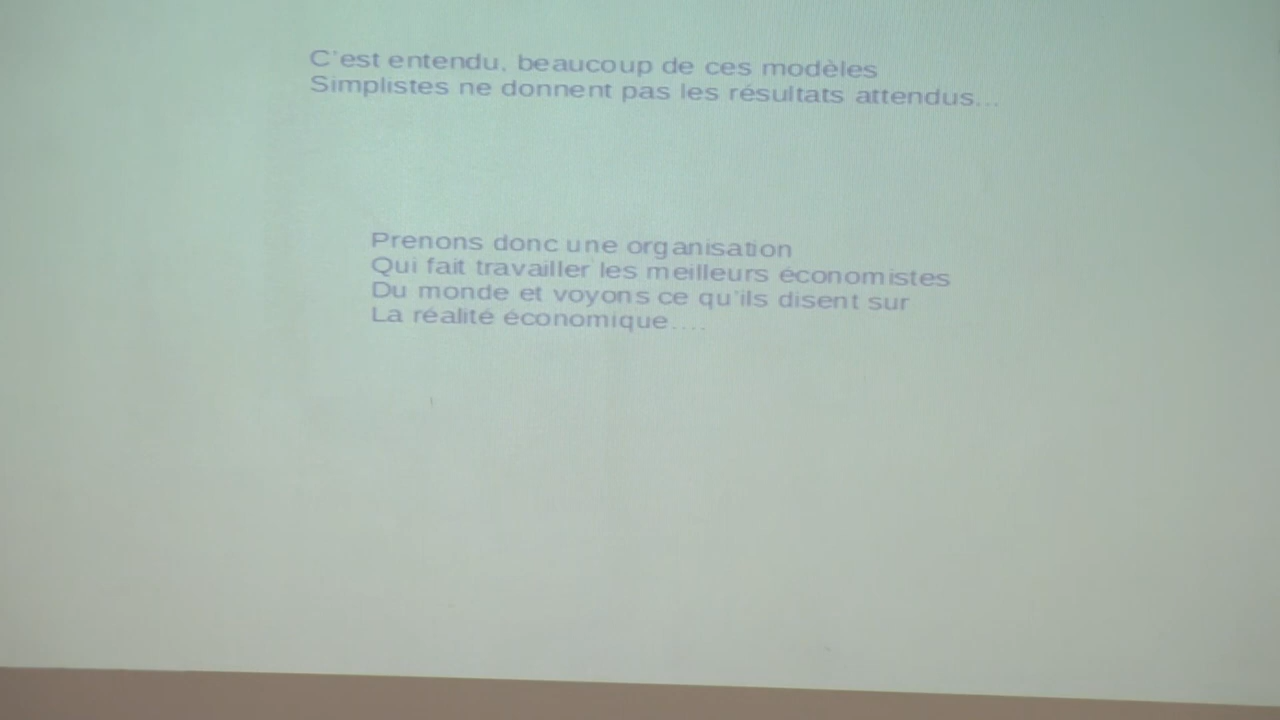 C'est entendu, beaucoup de ces modèles
Simplistes ne donnent pas les résultats attendus...
Prenons donc une organisation
Qui fait travailler les meilleurs économistes
Du monde et voyons ce qu'ils disent sur
La réalité économique....